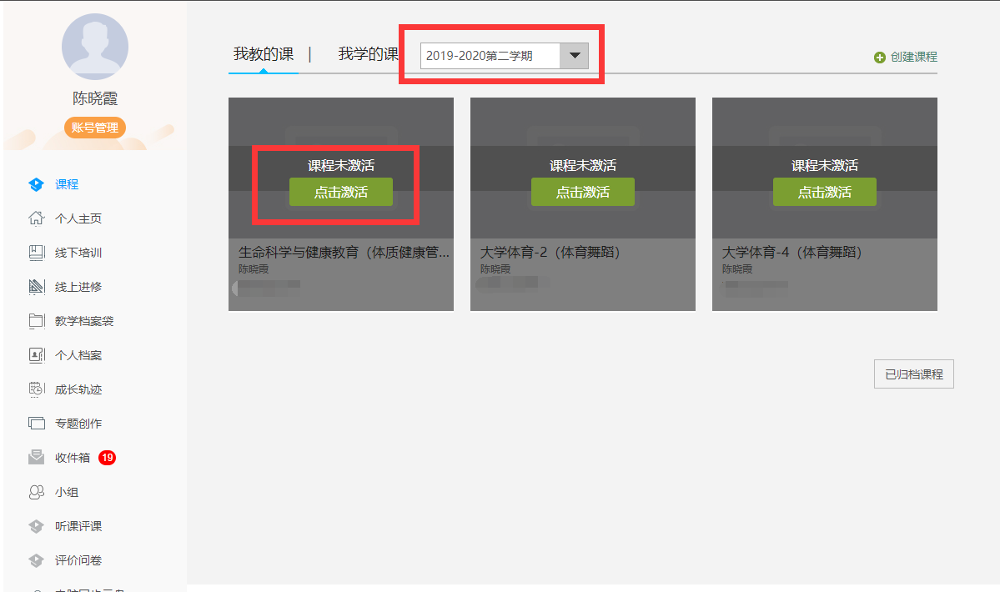 陈晓霞
账号管理
课程
个人主页
线下培训
线上进修
教学档案袋
个人档案
成长轨迹
专题创作
收件箱 19
小组
听课评课
评价问卷
我教的课 | 我学的课 2019-2020第二学期
创建课程
课程未激活
点击激活
生命科学与健康教育（体质健康管...
陈晓霞
课程未激活
点击激活
大学体育-2（体育舞蹈）
陈晓霞
课程未激活
点击激活
大学体育-4（体育舞蹈）
陈晓霞
已归档课程